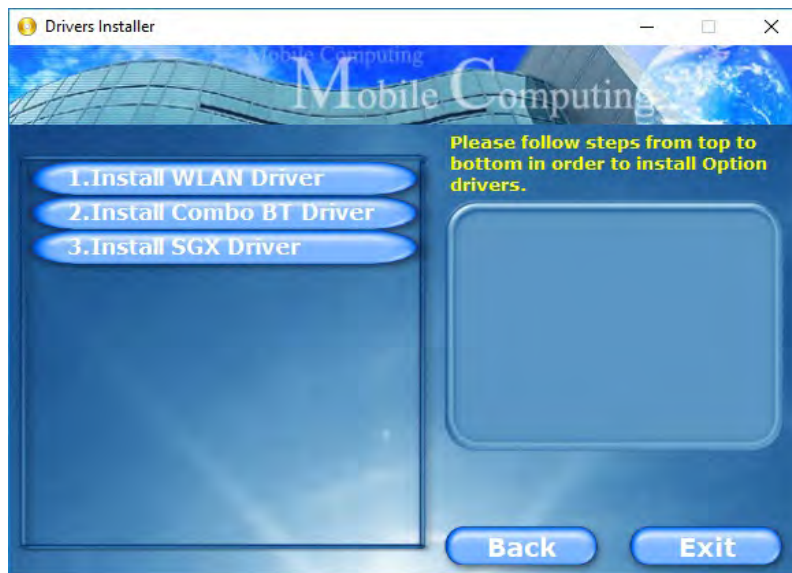 Drivers Installer
Mobile Computing
Mobile Computing
Please follow steps from top to
bottom in order to install Option
drivers.
1.Install WLAN Driver
2.Install Combo BT Driver
3.Install SGX Driver
Back
Exit